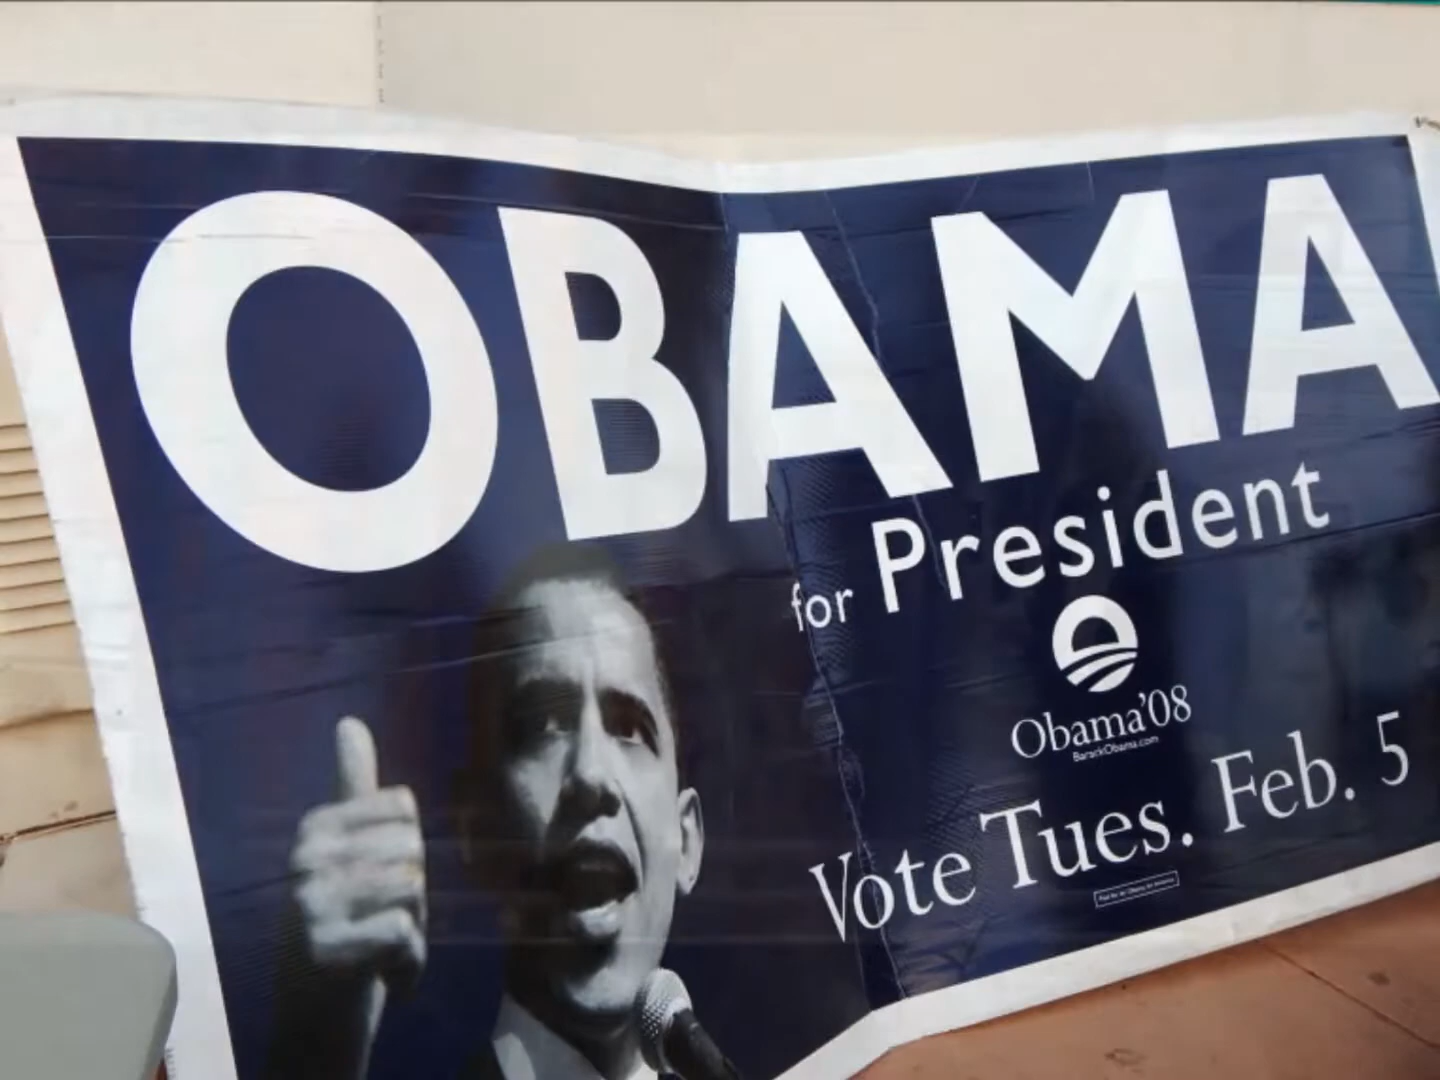 OBAMA
for President
Obama'08
BarackObama.com
Vote Tues. Feb. 5